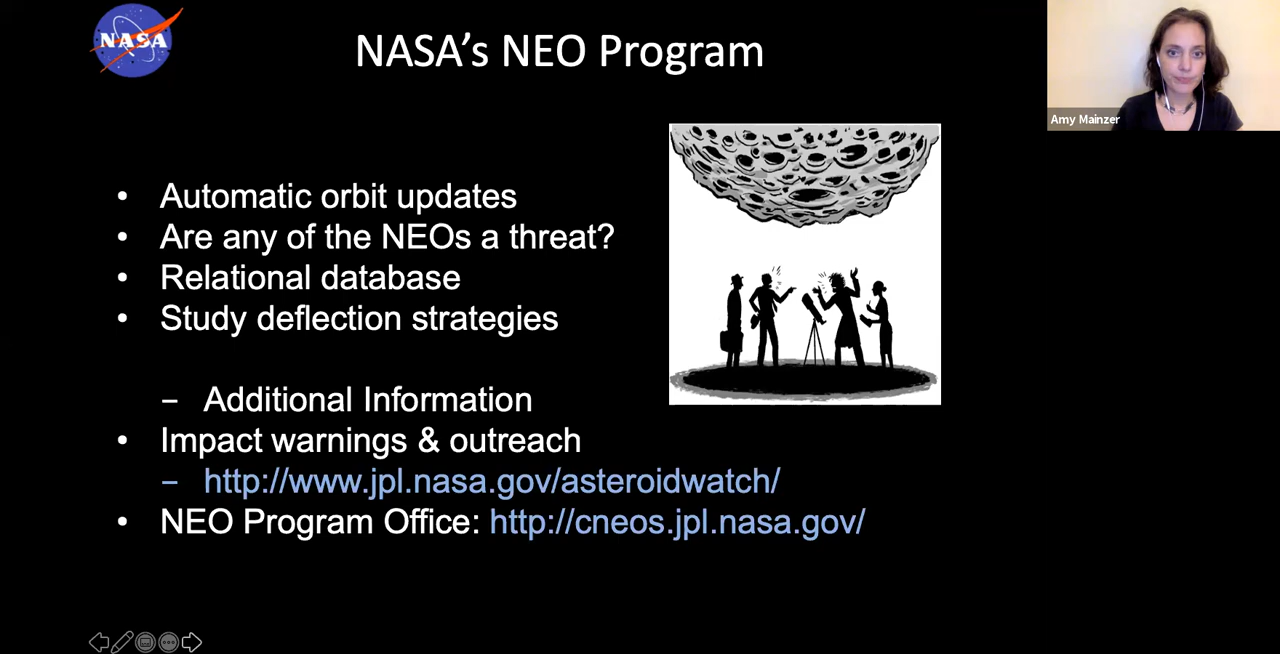 NASA
NASA's NEO Program
Amy Mainzer
• Automatic orbit updates
• Are any of the NEOs a threat?
• Relational database
• Study deflection strategies
– Additional Information
• Impact warnings & outreach
– http://www.jpl.nasa.gov/asteroidwatch/
• NEO Program Office: http://cneos.jpl.nasa.gov/